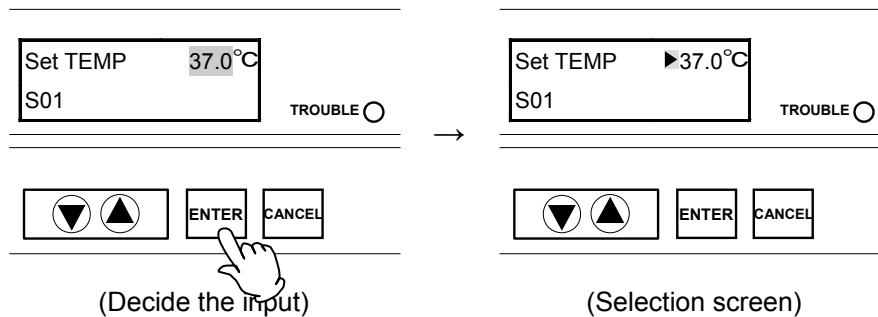 Set TEMP 37.0℃
S01
TROUBLE
ENTER CANCEL
(Decide the input)
→
Set TEMP ▶37.0℃
S01
TROUBLE
ENTER CANCEL
(Selection screen)